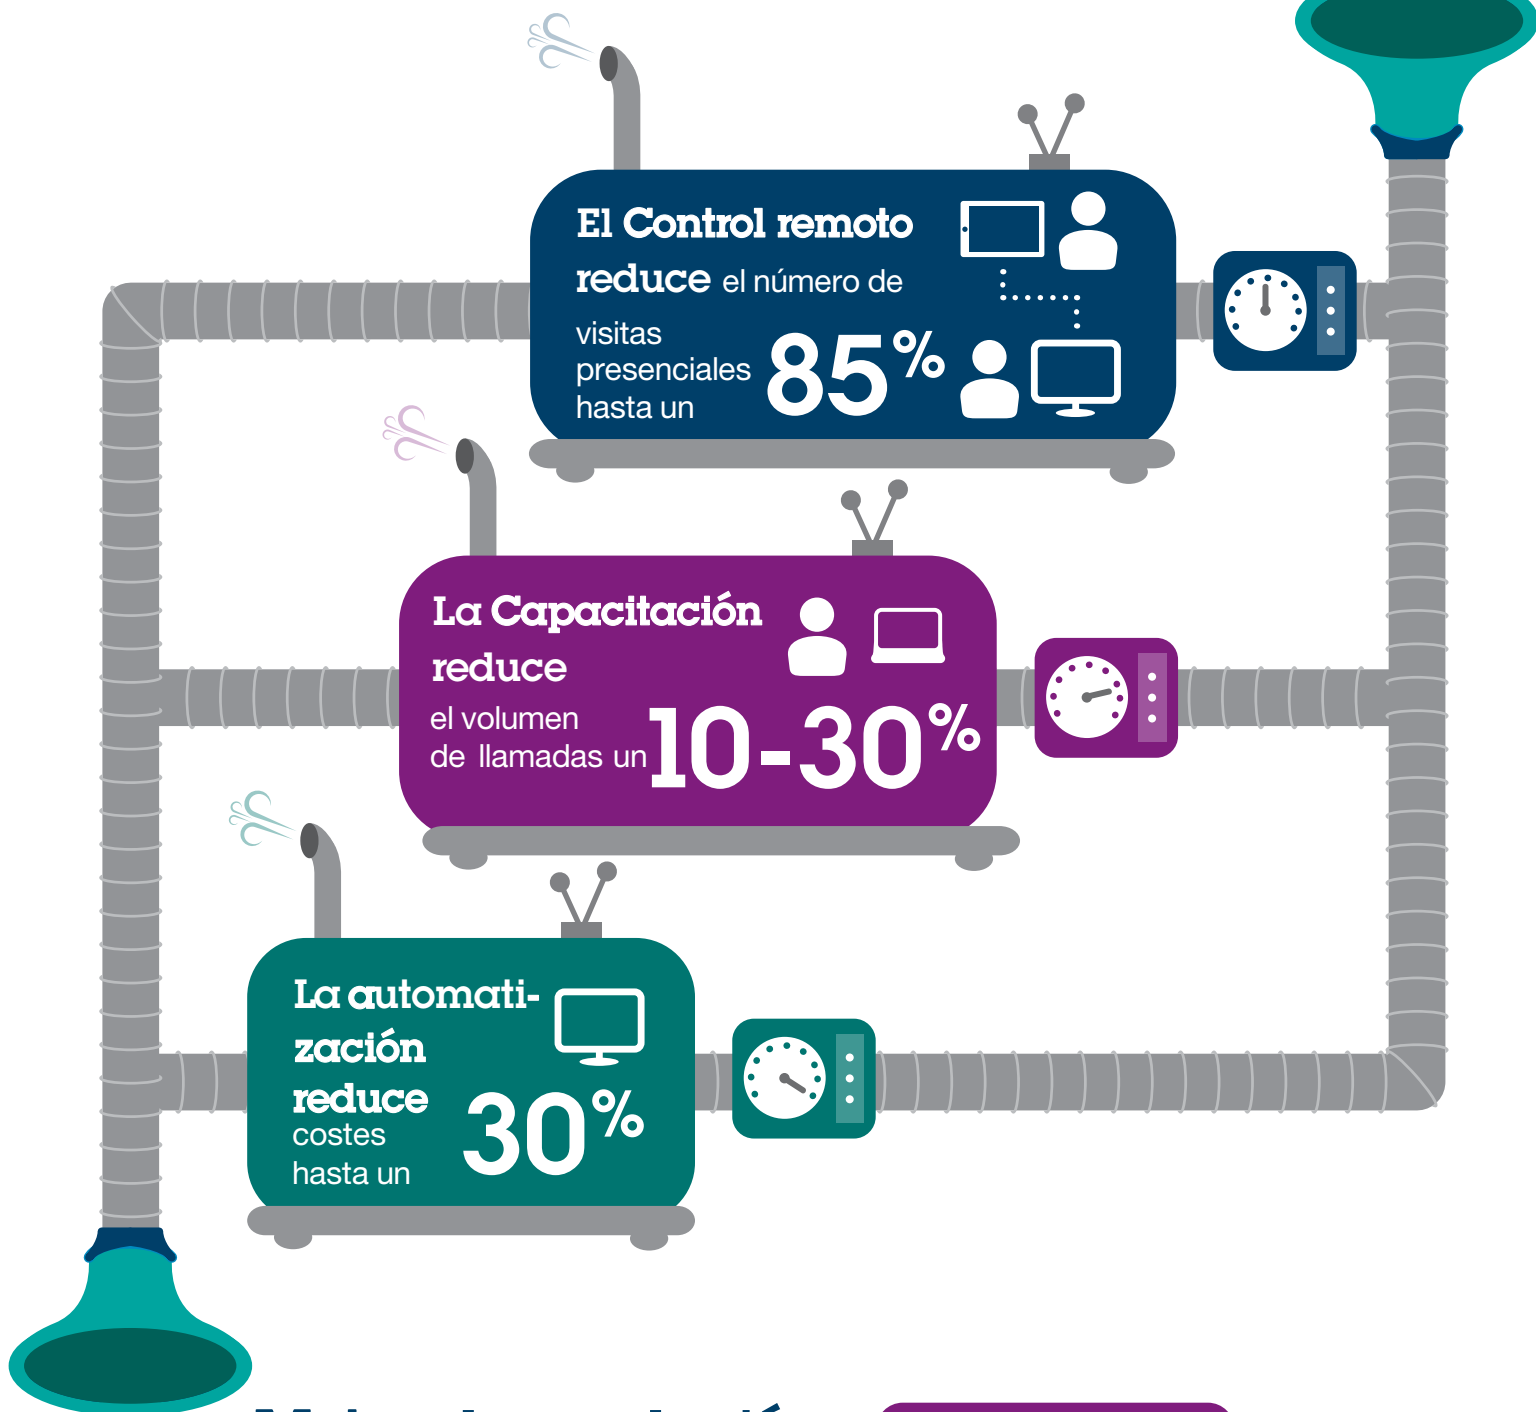 El Control remoto
reduce el número de
visitas
presenciales
hasta un 85%
La Capacitación
reduce
el volumen
de llamadas un 10-30%
La automati-
zación
reduce
costes
hasta un 30%